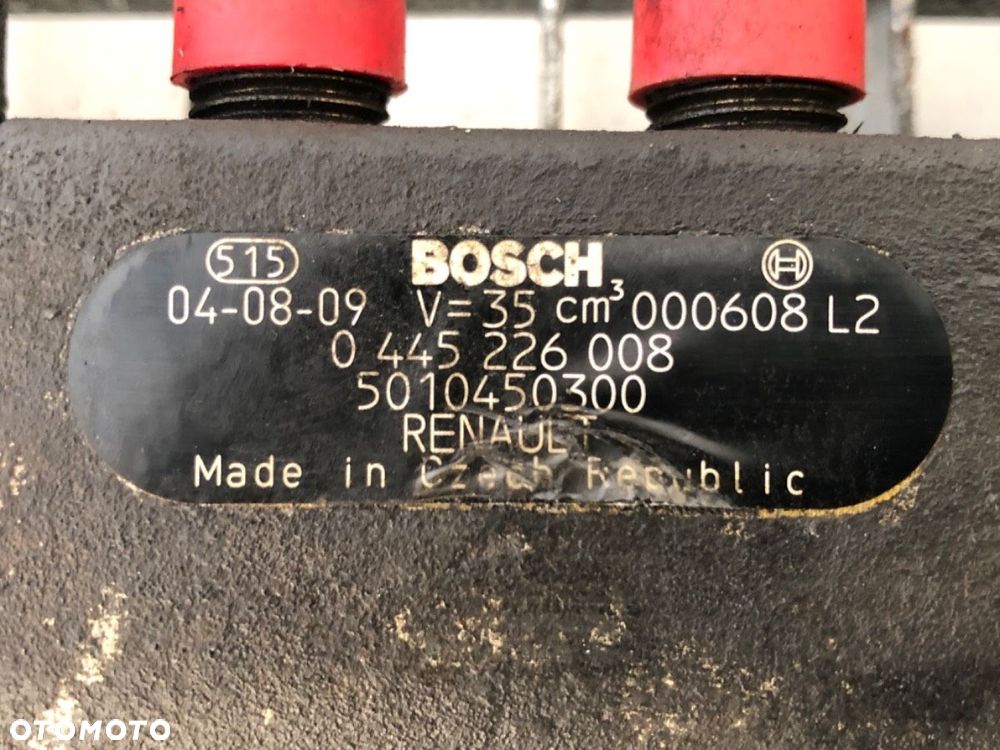 515 BOSCH H
04-08-09 V=35 cm³ 000608 L2
0 445 226 008
5010450300
RENAULT
Made in Czech Republic
OTOMOTO